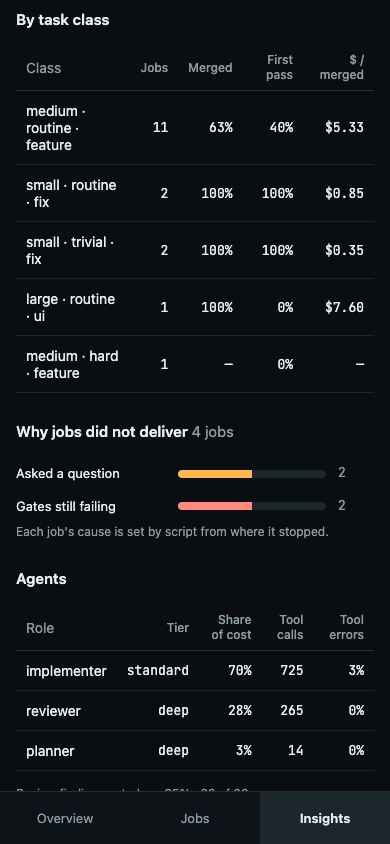 By task class
Class Jobs Merged First pass $ / merged
medium · routine · feature 11 63% 40% $5.33
small · routine · fix 2 100% 100% $0.85
small · trivial · fix 2 100% 100% $0.35
large · routine · ui 1 100% 0% $7.60
medium · hard · feature 1 — 0% —
Why jobs did not deliver 4 jobs
Asked a question 2
Gates still failing 2
Each job's cause is set by script from where it stopped.
Agents
Role Tier Share of cost Tool calls Tool errors
implementer standard 70% 725 3%
reviewer deep 28% 265 0%
planner deep 3% 14 0%
Overview Jobs Insights